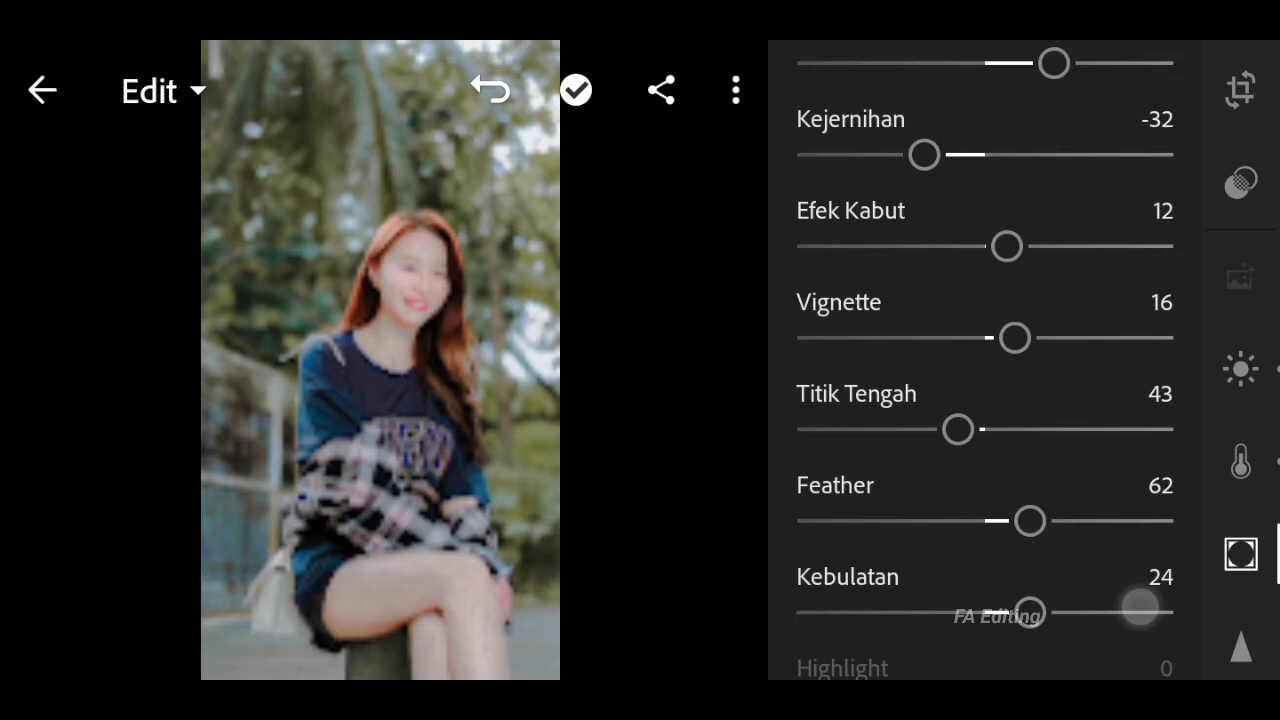 Edit
Kejernihan -32
Efek Kabut 12
Vignette 16
Titik Tengah 43
Feather 62
Kebulatan 24
FA Editing
Highlight 0